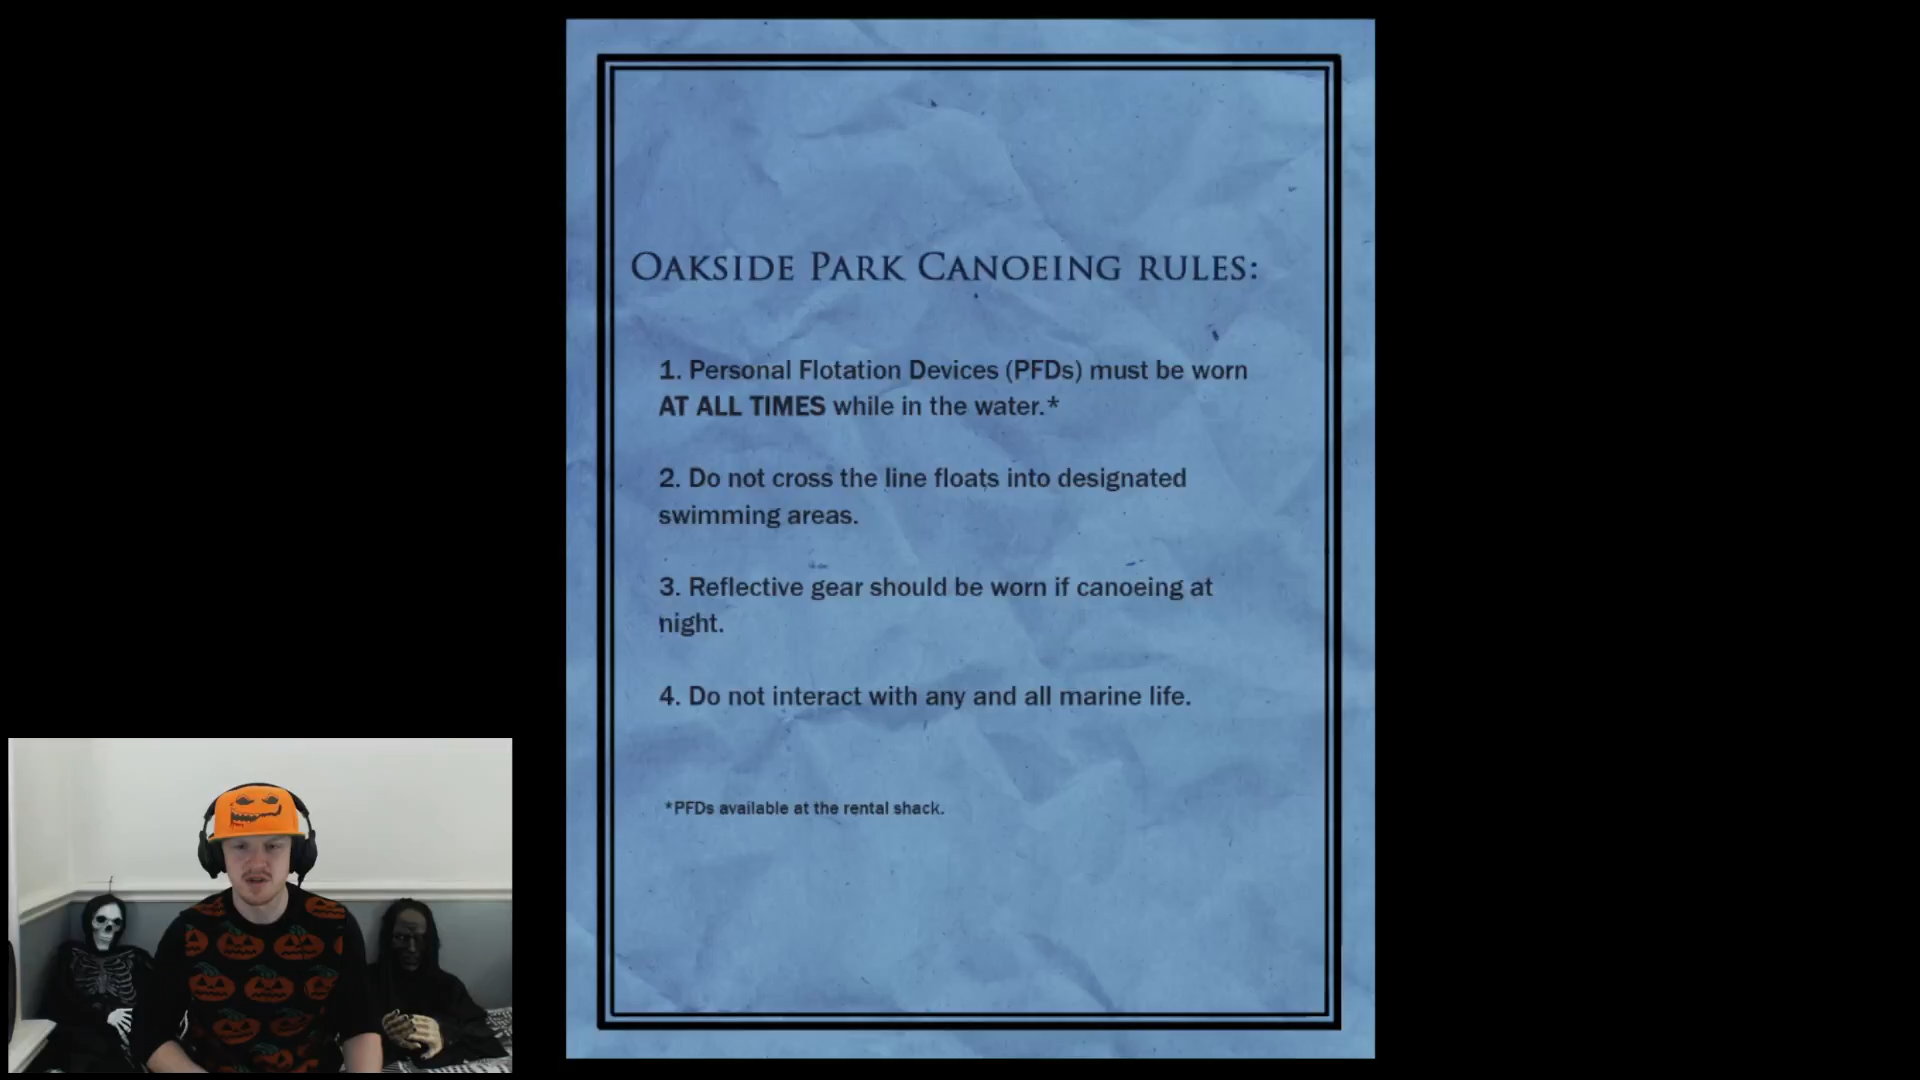 OAKSIDE PARK CANOEING RULES:
1. Personal Flotation Devices (PFDs) must be worn
AT ALL TIMES while in the water.*
2. Do not cross the line floats into designated
swimming areas.
3. Reflective gear should be worn if canoeing at
night.
4. Do not interact with any and all marine life.
*PFDs available at the rental shack.